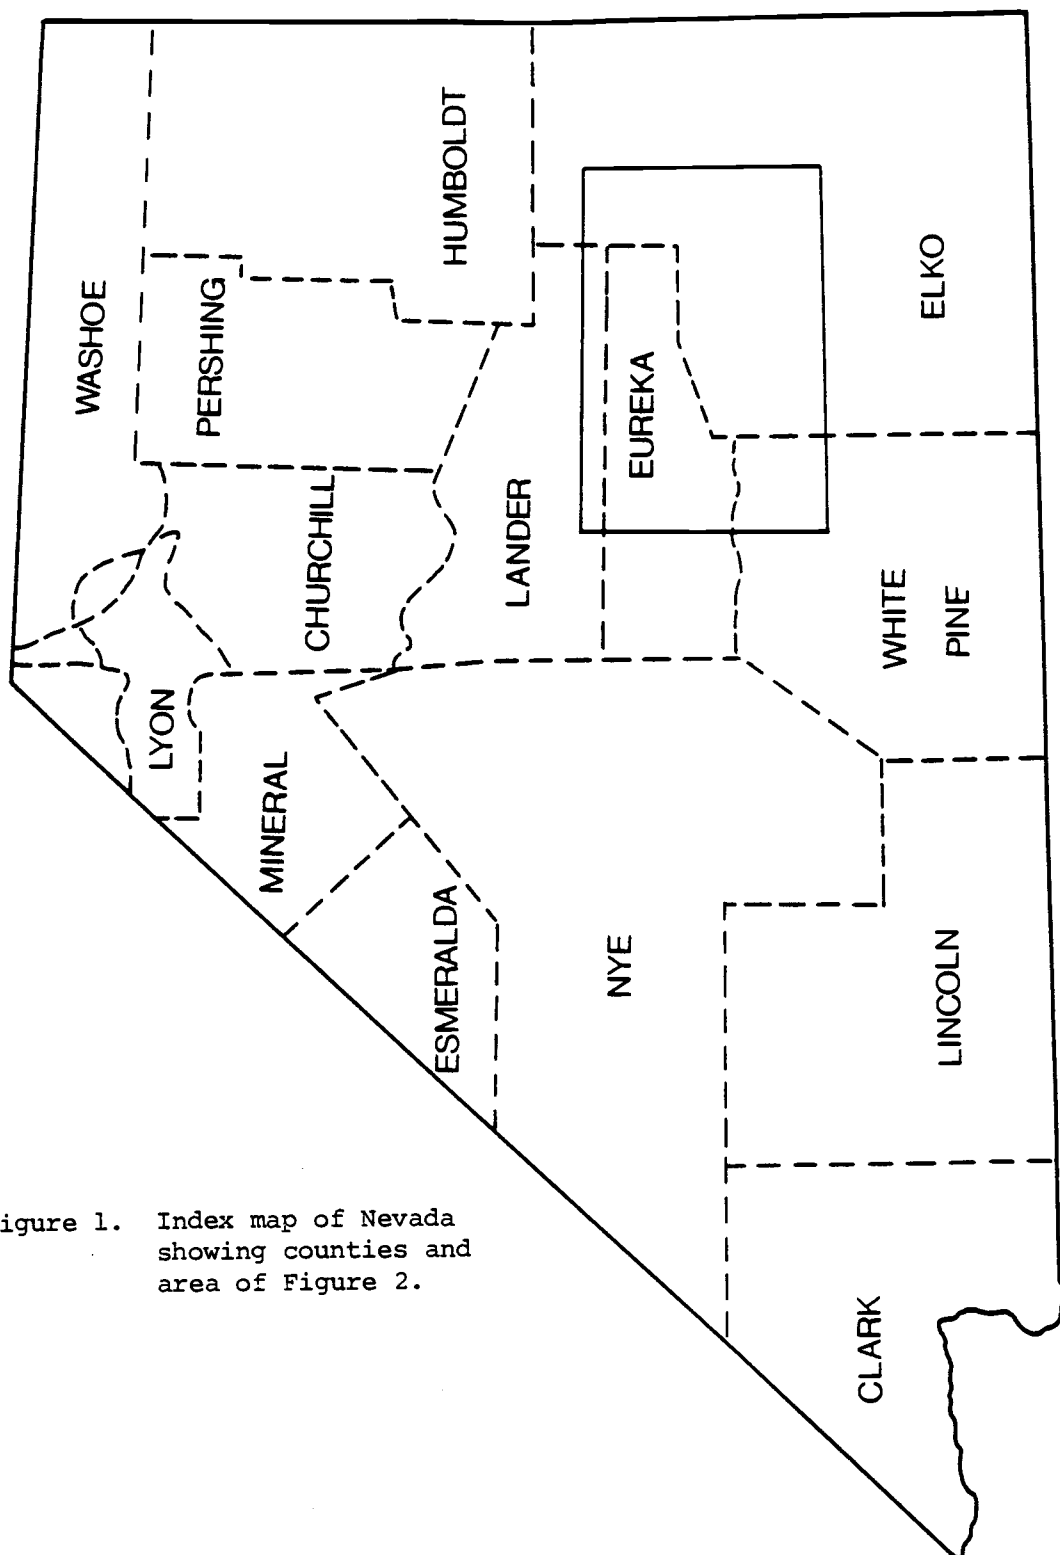 WASHOE
HUMBOLDT
PERSHING
ELKO
EUREKA
CHURCHILL
LANDER
WHITE
PINE
LYON
MINERAL
ESMERALDA
NYE
LINCOLN
CLARK
igure 1. Index map of Nevada
showing counties and
area of Figure 2.